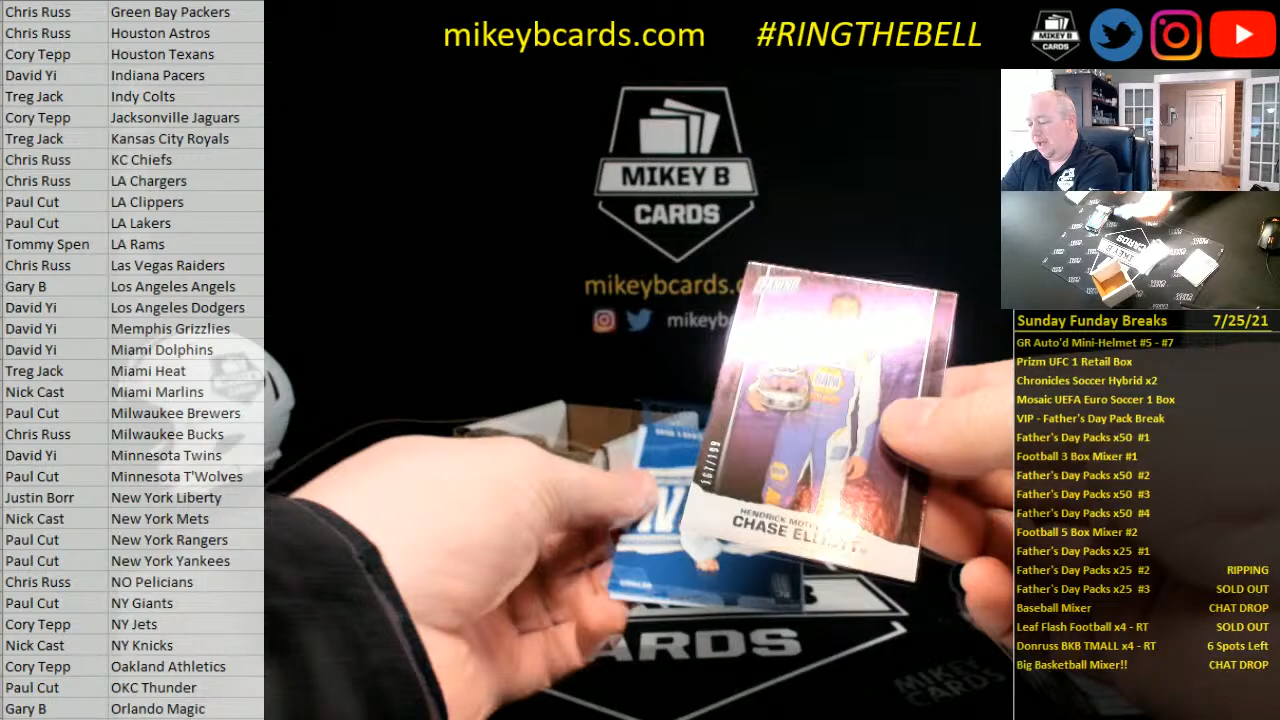 Chris Russ Green Bay Packers
Chris Russ Houston Astros
Cory Tepp Houston Texans
David Yi Indiana Pacers
Treg Jack Indy Colts
Cory Tepp Jacksonville Jaguars
Treg Jack Kansas City Royals
Chris Russ KC Chiefs
Chris Russ LA Chargers
Paul Cut LA Clippers
Paul Cut LA Lakers
Tommy Spen LA Rams
Chris Russ Las Vegas Raiders
Gary B Los Angeles Angels
David Yi Los Angeles Dodgers
David Yi Memphis Grizzlies
David Yi Miami Dolphins
Treg Jack Miami Heat
Nick Cast Miami Marlins
Paul Cut Milwaukee Brewers
Chris Russ Milwaukee Bucks
David Yi Minnesota Twins
Paul Cut Minnesota T'Wolves
Justin Borr New York Liberty
Nick Cast New York Mets
Paul Cut New York Rangers
Paul Cut New York Yankees
Chris Russ NO Pelicians
Paul Cut NY Giants
Cory Tepp NY Jets
Nick Cast NY Knicks
Cory Tepp Oakland Athletics
Paul Cut OKC Thunder
Gary B Orlando Magic
mikeybcards.com #RINGTHEBELL
MIKEY B
CARDS
MIKEY B
CARDS
mikeybcards.c
mikeyb
PANINI
NAPA
/199
HENDRICK MOT
CHASE ELLIOTT
CARDS
MIKEY B
CARDS
CARDS
Sunday Funday Breaks 7/25/21
GR Auto'd Mini-Helmet #5 - #7
Prizm UFC 1 Retail Box
Chronicles Soccer Hybrid x2
Mosaic UEFA Euro Soccer 1 Box
VIP - Father's Day Pack Break
Father's Day Packs x50 #1
Football 3 Box Mixer #1
Father's Day Packs x50 #2
Father's Day Packs x50 #3
Father's Day Packs x50 #4
Football 5 Box Mixer #2
Father's Day Packs x25 #1
Father's Day Packs x25 #2 RIPPING
Father's Day Packs x25 #3 SOLD OUT
Baseball Mixer CHAT DROP
Leaf Flash Football x4 - RT SOLD OUT
Donruss BKB TMALL x4 - RT 6 Spots Left
Big Basketball Mixer!! CHAT DROP